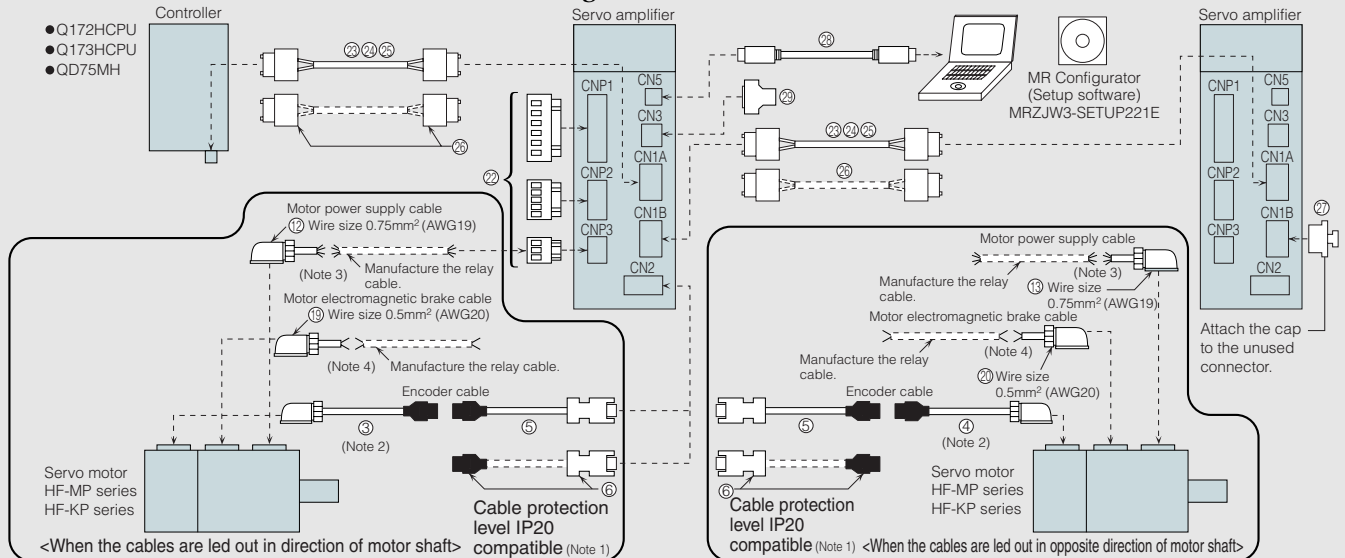 Controller
●Q172HCPU
●Q173HCPU
●QD75MH
㉓㉔㉕
㉖
Servo amplifier
CNP1
CNP2
CNP3
CN5
CN3
CN1A
CN1B
CN2
㉒
㉘
㉙
MR Configurator
(Setup software)
MRZJW3-SETUP221E
㉓㉔㉕
㉖
Servo amplifier
CNP1
CNP2
CNP3
CN5
CN3
CN1A
CN1B
CN2
㉗
Attach the cap
to the unused
connector.
Motor power supply cable
⑫ Wire size 0.75mm² (AWG19)
(Note 3)
Manufacture the relay
cable.
Motor electromagnetic brake cable
⑲ Wire size 0.5mm² (AWG20)
(Note 4)
Manufacture the relay cable.
Encoder cable
③
(Note 2)
⑤
⑥
Servo motor
HF-MP series
HF-KP series
Cable protection
level IP20
compatible (Note 1)
<When the cables are led out in direction of motor shaft>
Motor power supply cable
Manufacture the relay
cable.
(Note 3)
⑬ Wire size
0.75mm² (AWG19)
Motor electromagnetic brake cable
Manufacture the relay
cable.
(Note 4)
⑳ Wire size
0.5mm² (AWG20)
Encoder cable
⑤
④
(Note 2)
⑥
Cable protection
level IP20
compatible (Note 1)
Servo motor
HF-MP series
HF-KP series
<When the cables are led out in opposite direction of motor shaft>